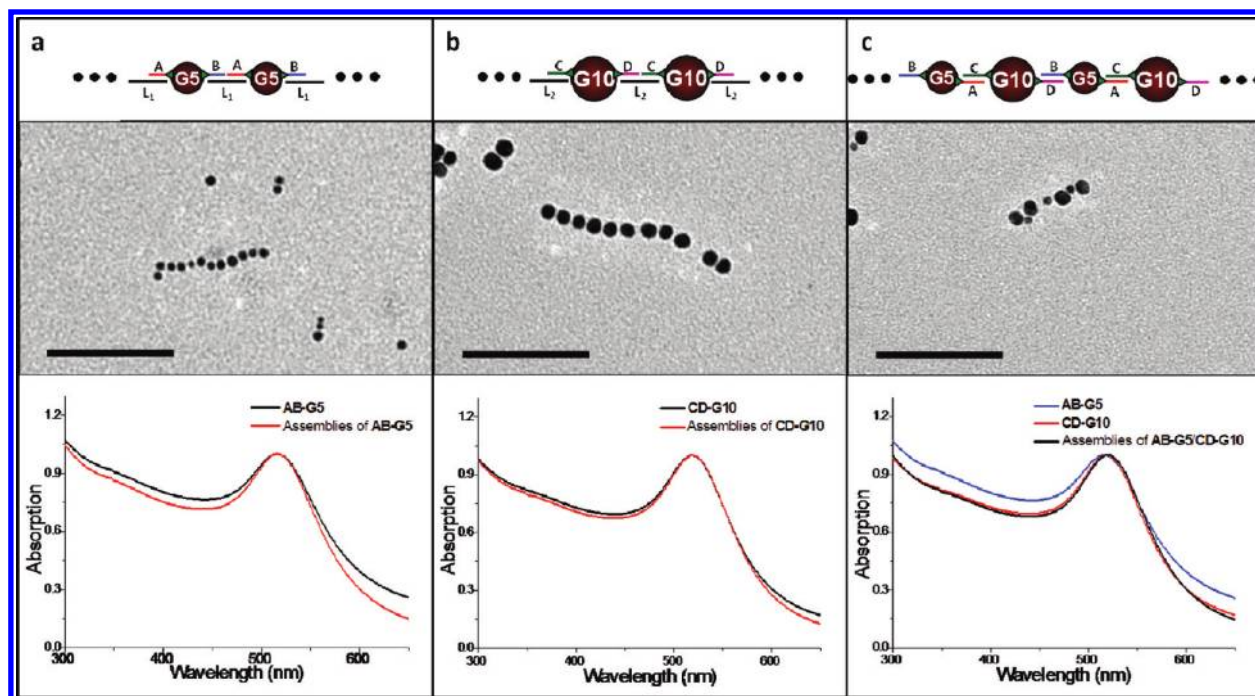 a
A B A B
G5 G5
L1 L1 L1
b
C D C D
G10 G10
L2 L2 L2
c
B C B C
G5 G10 G5 G10
A D A D
1.2
0.9
0.6
0.3
0.0
Absorption
300 400 500 600
Wavelength (nm)
AB-G5
Assemblies of AB-G5
1.2
0.9
0.6
0.3
0.0
Absorption
300 400 500 600
Wavelength (nm)
CD-G10
Assemblies of CD-G10
1.2
0.9
0.6
0.3
0.0
Absorption
300 400 500 600
Wavelength (nm)
AB-G5
CD-G10
Assemblies of AB-G5/CD-G10